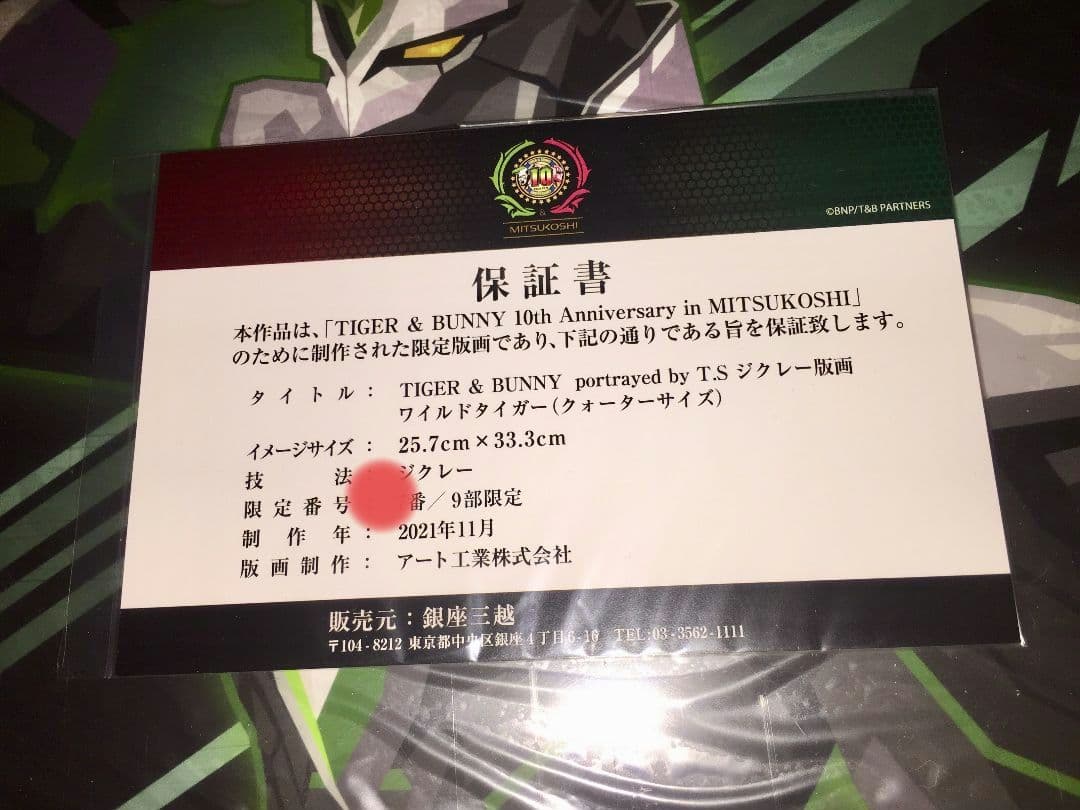 10
&
MITSUKOSHI
©BNP/T&B PARTNERS
保証書
本作品は、「TIGER & BUNNY 10th Anniversary in MITSUKOSHI」
のために制作された限定版画であり、下記の通りである旨を保証致します。
タイトル： TIGER & BUNNY portrayed by T.S ジクレー版画
ワイルドタイガー（クォーターサイズ）
イメージサイズ： 25.7cm×33.3cm
技法： ジクレー
限定番号 番／9部限定
制作年： 2021年11月
版画制作： アート工業株式会社
販売元：銀座三越
〒104-8212 東京都中央区銀座4丁目6-16 TEL:03-3562-1111